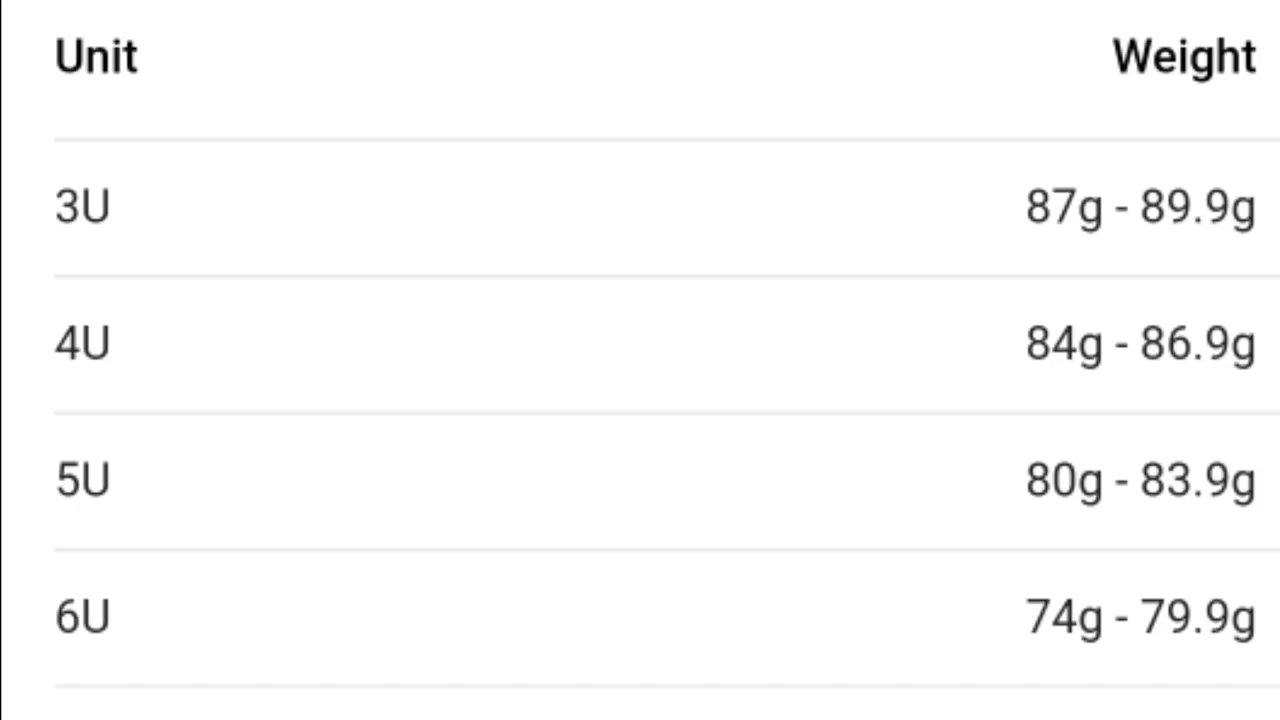 Unit Weight
3U 87g - 89.9g
4U 84g - 86.9g
5U 80g - 83.9g
6U 74g - 79.9g